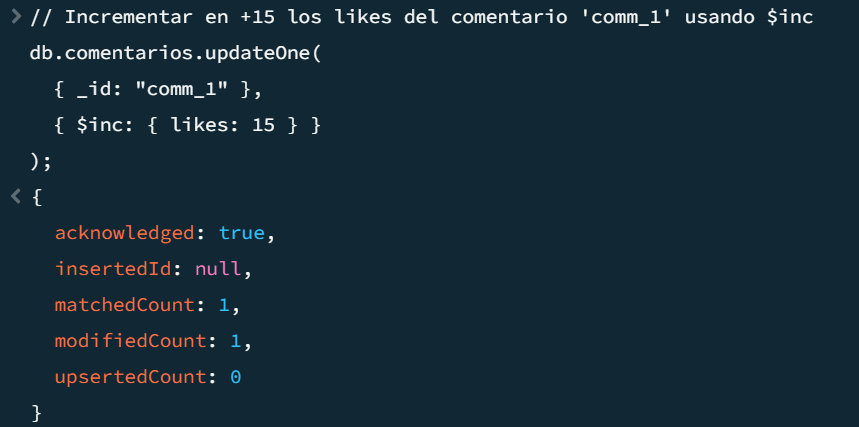 > // Incrementar en +15 los likes del comentario 'comm_1' usando $inc
db.comentarios.updateOne(
{ _id: "comm_1" },
{ $inc: { likes: 15 } }
);
< {
acknowledged: true,
insertedId: null,
matchedCount: 1,
modifiedCount: 1,
upsertedCount: 0
}